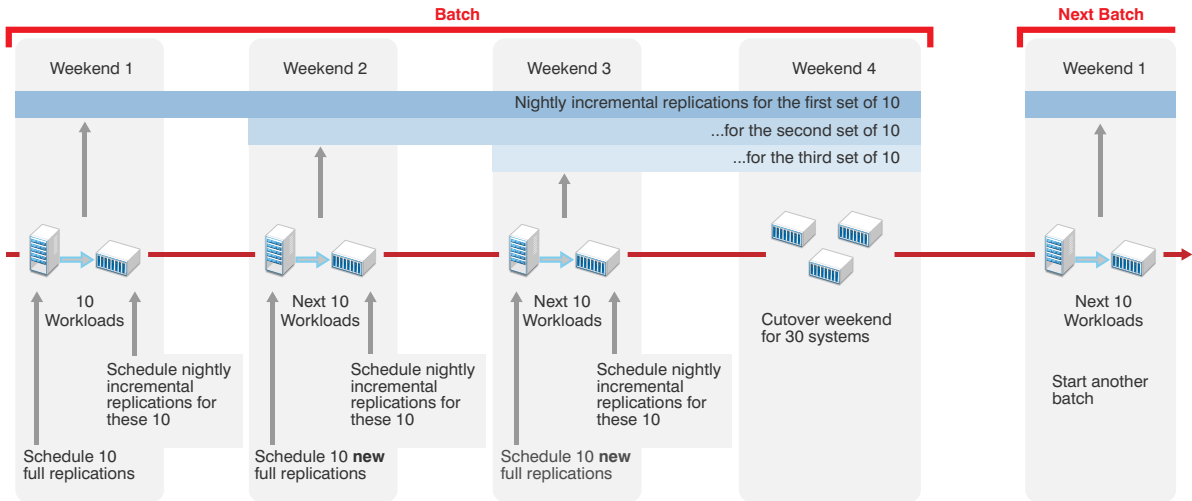 Batch
Next Batch
Weekend 1
Weekend 2
Weekend 3
Weekend 4
Weekend 1
Nightly incremental replications for the first set of 10
...for the second set of 10
...for the third set of 10
10
Workloads
Next 10
Workloads
Next 10
Workloads
Cutover weekend
for 30 systems
Next 10
Workloads
Schedule nightly
incremental
replications for
these 10
Schedule nightly
incremental
replications for
these 10
Schedule nightly
incremental
replications for
these 10
Start another
batch
Schedule 10
full replications
Schedule 10 new
full replications
Schedule 10 new
full replications